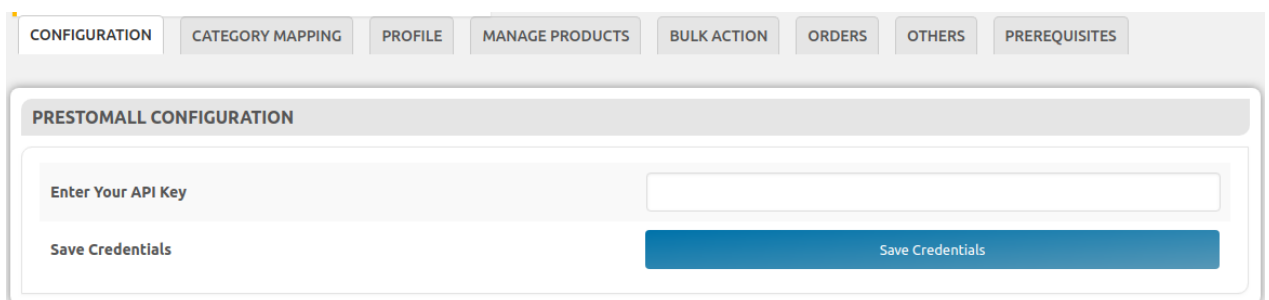 CONFIGURATION CATEGORY MAPPING PROFILE MANAGE PRODUCTS BULK ACTION ORDERS OTHERS PREREQUISITES
PRESTOMALL CONFIGURATION
Enter Your API Key
Save Credentials Save Credentials